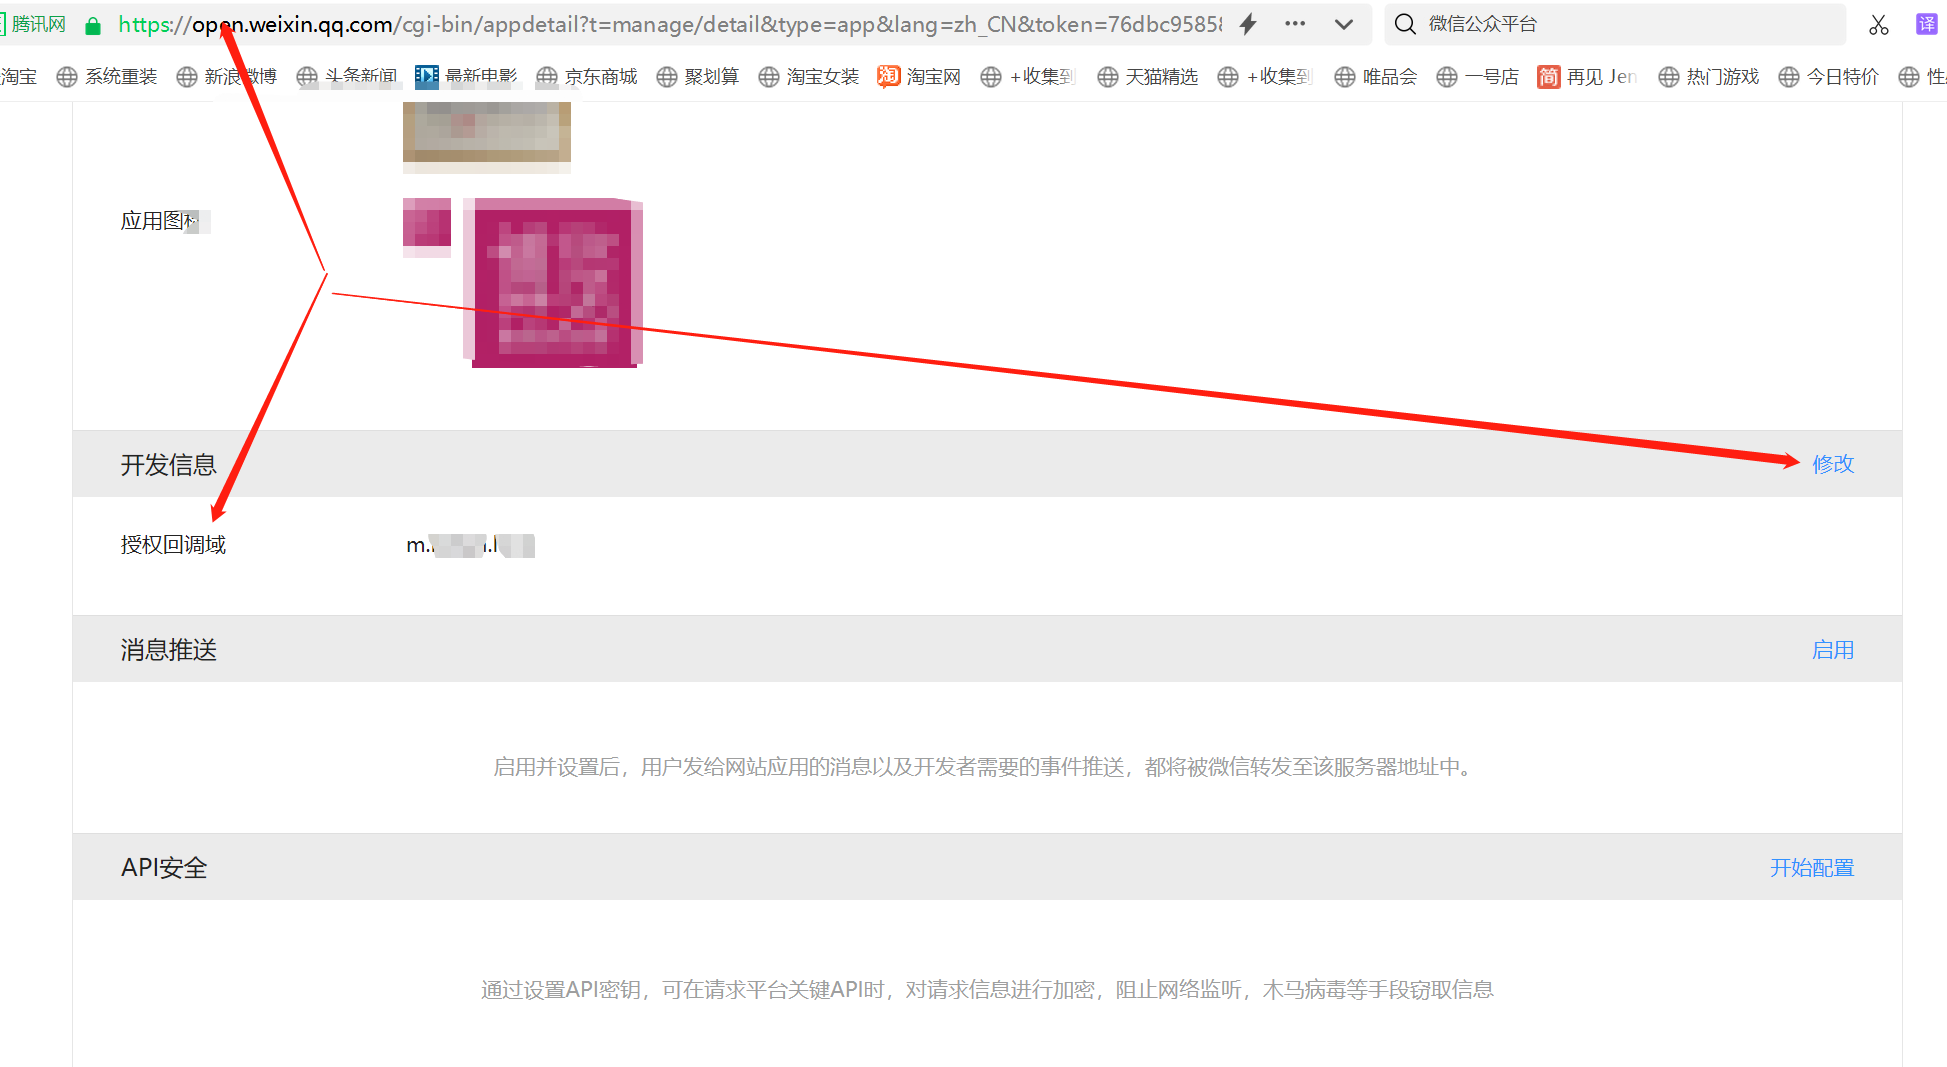 腾讯网 https://open.weixin.qq.com/cgi-bin/appdetail?t=manage/detail&type=app&lang=zh_CN&token=76dbc9585 微信公众平台 译
淘宝 系统重装 新浪微博 头条新闻 最新电影 京东商城 聚划算 淘宝女装 淘 淘宝网 +收集到 天猫精选 +收集到 唯品会 一号店 简 再见 Jen 热门游戏 今日特价 性
应用图标
开发信息 修改
授权回调域 m.
消息推送 启用
启用并设置后，用户发给网站应用的消息以及开发者需要的事件推送，都将被微信转发至该服务器地址中。
API安全 开始配置
通过设置API密钥，可在请求平台关键API时，对请求信息进行加密，阻止网络监听，木马病毒等手段窃取信息